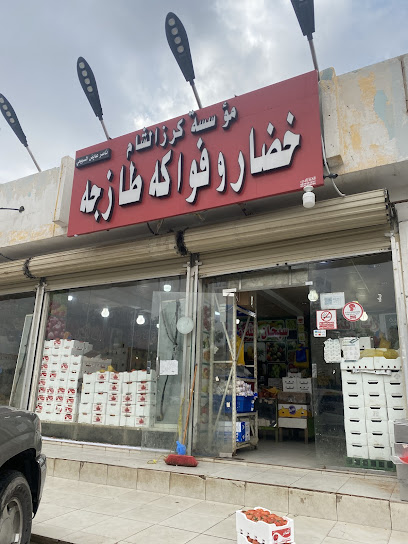 مؤسسة كرز الشام
خضار وفواكه طازجه